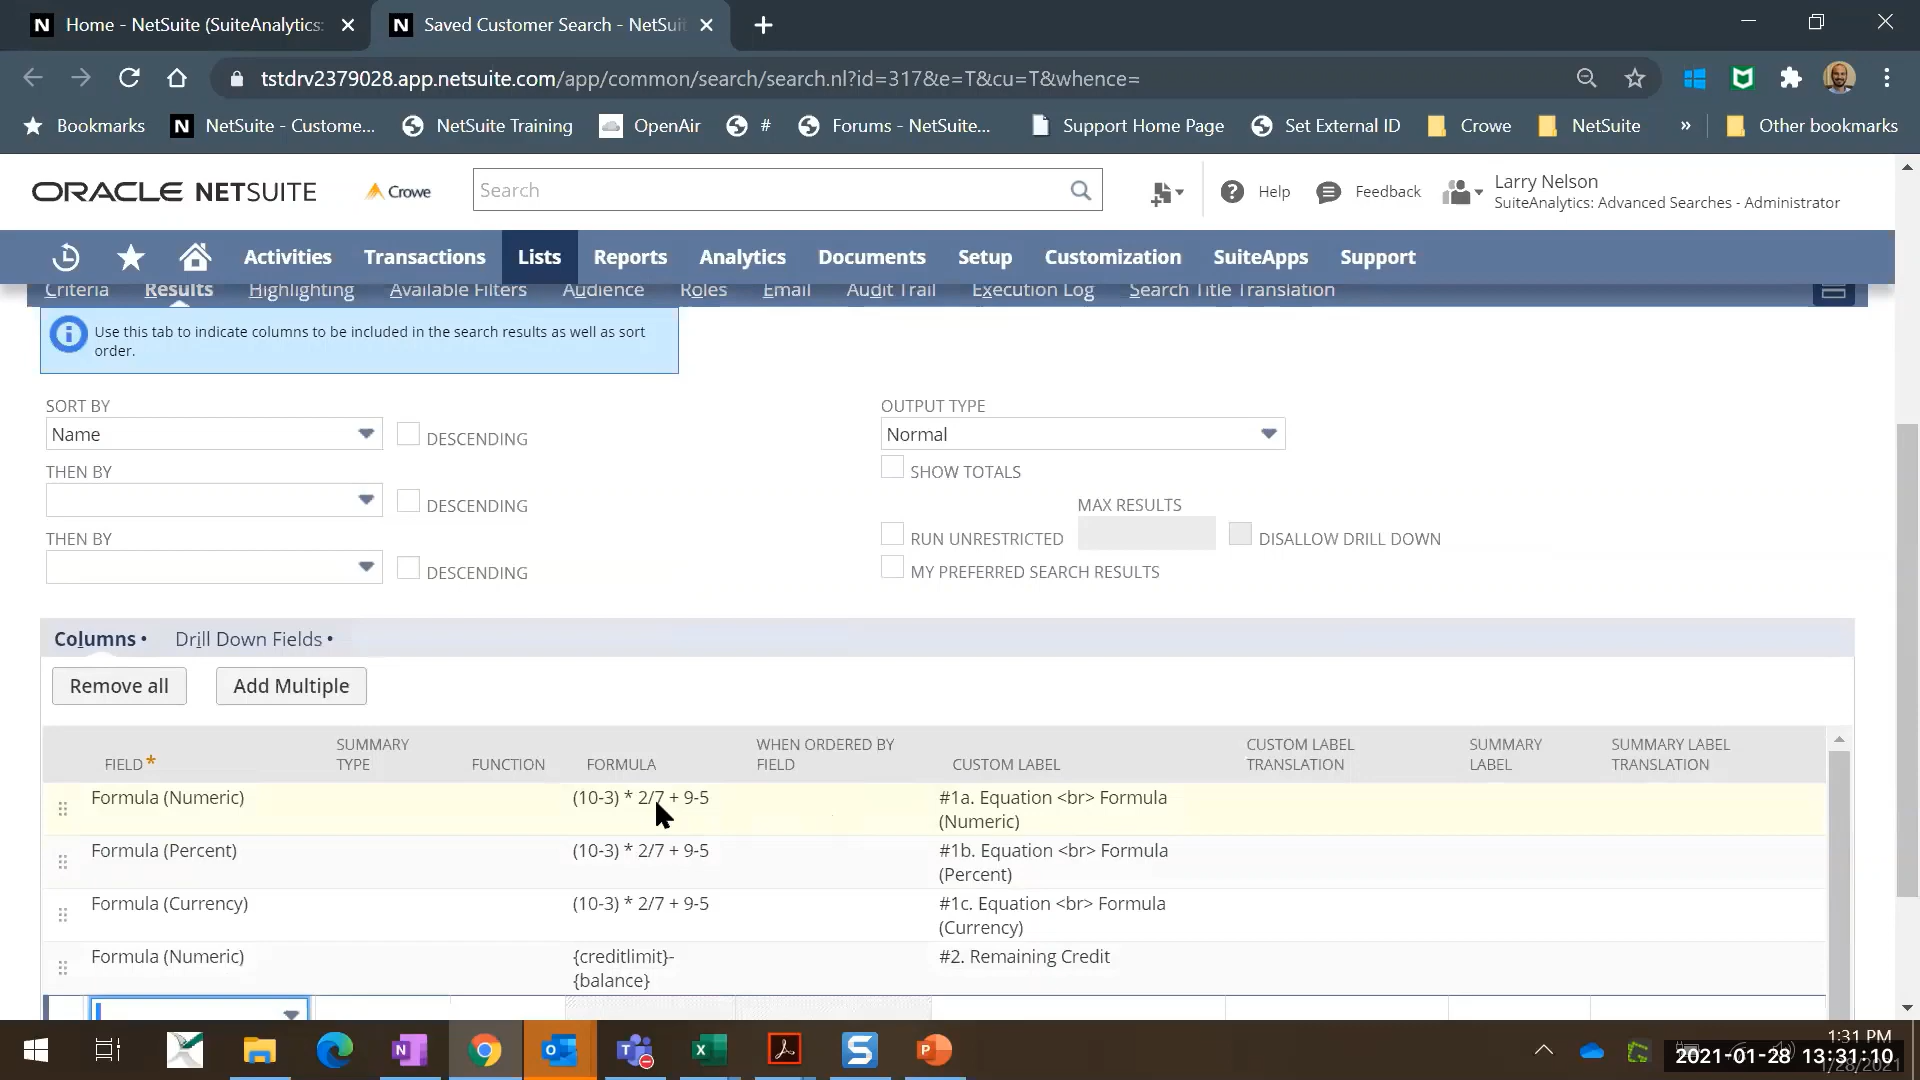 Home - NetSuite (SuiteAnalytics:
Saved Customer Search - NetSui
tstdrv2379028.app.netsuite.com/app/common/search/search.nl?id=317&e=T&cu=T&whence=
Bookmarks
NetSuite - Custome...
NetSuite Training
OpenAir
#
Forums - NetSuite...
Support Home Page
Set External ID
Crowe
NetSuite
»
Other bookmarks
ORACLE NETSUITE
Crowe
Search
Help
Feedback
Larry Nelson
SuiteAnalytics: Advanced Searches - Administrator
Activities
Transactions
Lists
Reports
Analytics
Documents
Setup
Customization
SuiteApps
Support
Criteria
Results
Highlighting
Available Filters
Audience
Roles
Email
Audit Trail
Execution Log
Search Title Translation
Use this tab to indicate columns to be included in the search results as well as sort
order.
SORT BY
Name
DESCENDING
THEN BY
DESCENDING
THEN BY
DESCENDING
OUTPUT TYPE
Normal
SHOW TOTALS
MAX RESULTS
RUN UNRESTRICTED
DISALLOW DRILL DOWN
MY PREFERRED SEARCH RESULTS
Columns •
Drill Down Fields •
Remove all
Add Multiple
FIELD *
SUMMARY
TYPE
FUNCTION
FORMULA
WHEN ORDERED BY
FIELD
CUSTOM LABEL
CUSTOM LABEL
TRANSLATION
SUMMARY
LABEL
SUMMARY LABEL
TRANSLATION
Formula (Numeric)
(10-3) * 2/7 + 9-5
#1a. Equation <br> Formula
(Numeric)
Formula (Percent)
(10-3) * 2/7 + 9-5
#1b. Equation <br> Formula
(Percent)
Formula (Currency)
(10-3) * 2/7 + 9-5
#1c. Equation <br> Formula
(Currency)
Formula (Numeric)
{creditlimit}-
{balance}
#2. Remaining Credit
1:31 PM
2021-01-28 13:31:10
1/28/2021